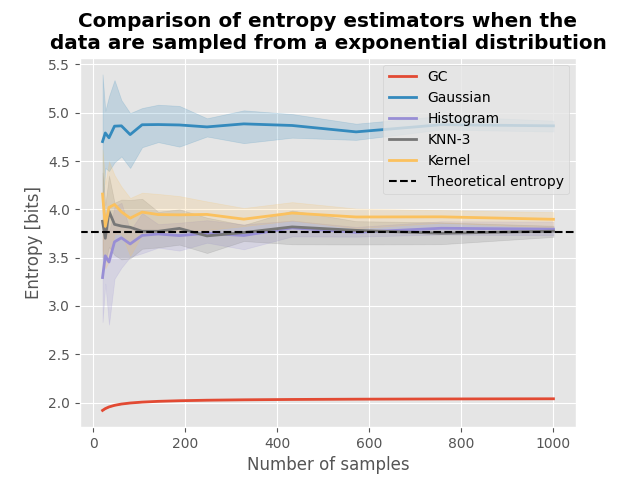 Comparison of entropy estimators when the
data are sampled from a exponential distribution
5.5
5.0
4.5
4.0
3.5
3.0
2.5
2.0
Entropy [bits]
GC
Gaussian
Histogram
KNN-3
Kernel
Theoretical entropy
0
200
400
600
800
1000
Number of samples